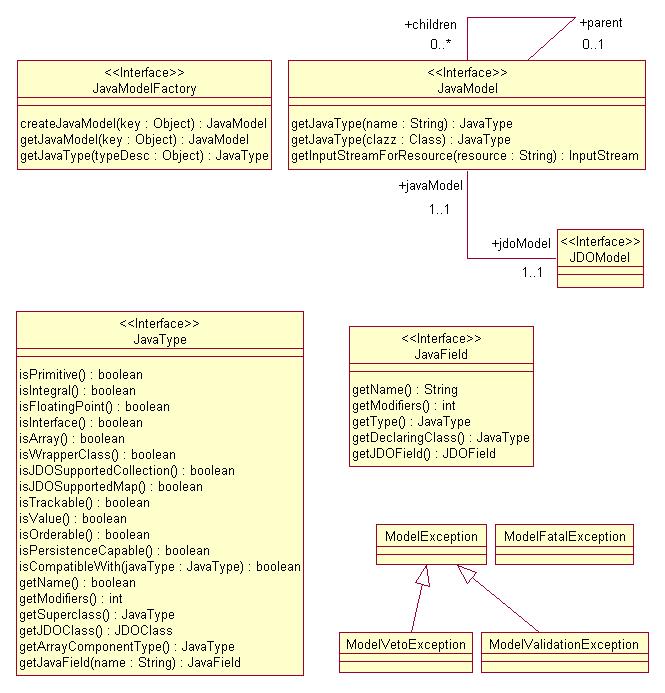 +children
+parent
0..*
0..1
<<Interface>>
JavaModelFactory
createJavaModel(key : Object) : JavaModel
getJavaModel(key : Object) : JavaModel
getJavaType(typeDesc : Object) : JavaType
<<Interface>>
JavaModel
getJavaType(name : String) : JavaType
getJavaType(clazz : Class) : JavaType
getInputStreamForResource(resource : String) : InputStream
+javaModel
1..1
+jdoModel
1..1
<<Interface>>
JDOModel
<<Interface>>
JavaType
isPrimitive() : boolean
isIntegral() : boolean
isFloatingPoint() : boolean
isInterface() : boolean
isArray() : boolean
isWrapperClass() : boolean
isJDOSupportedCollection() : boolean
isJDOSupportedMap() : boolean
isTrackable() : boolean
isValue() : boolean
isOrderable() : boolean
isPersistenceCapable() : boolean
isCompatibleWith(javaType : JavaType) : boolean
getName() : boolean
getModifiers() : int
getSuperclass() : JavaType
getJDOClass() : JDOClass
getArrayComponentType() : JavaType
getJavaField(name : String) : JavaField
<<Interface>>
JavaField
getName() : String
getModifiers() : int
getType() : JavaType
getDeclaringClass() : JavaType
getJDOField() : JDOField
ModelException
ModelFatalException
ModelVetoException
ModelValidationException